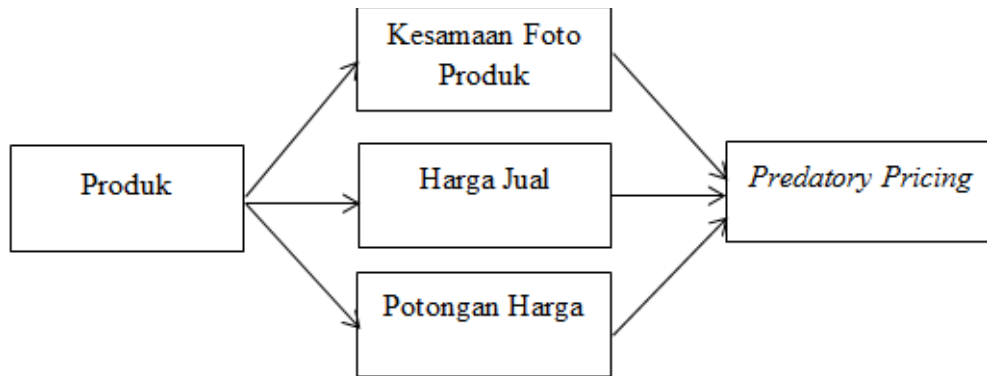 Kesamaan Foto
Produk
Produk
Harga Jual
Predatory Pricing
Potongan Harga